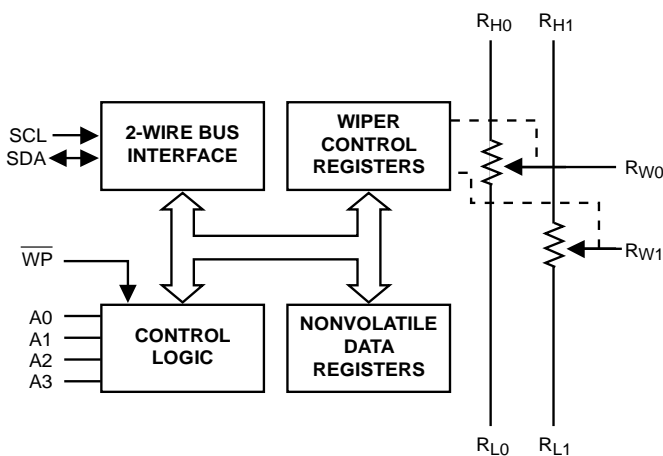 RH0
RH1
SCL
SDA
2-WIRE BUS
INTERFACE
WIPER
CONTROL
REGISTERS
RW0
RW1
WP
A0
A1
A2
A3
CONTROL
LOGIC
NONVOLATILE
DATA
REGISTERS
RL0
RL1